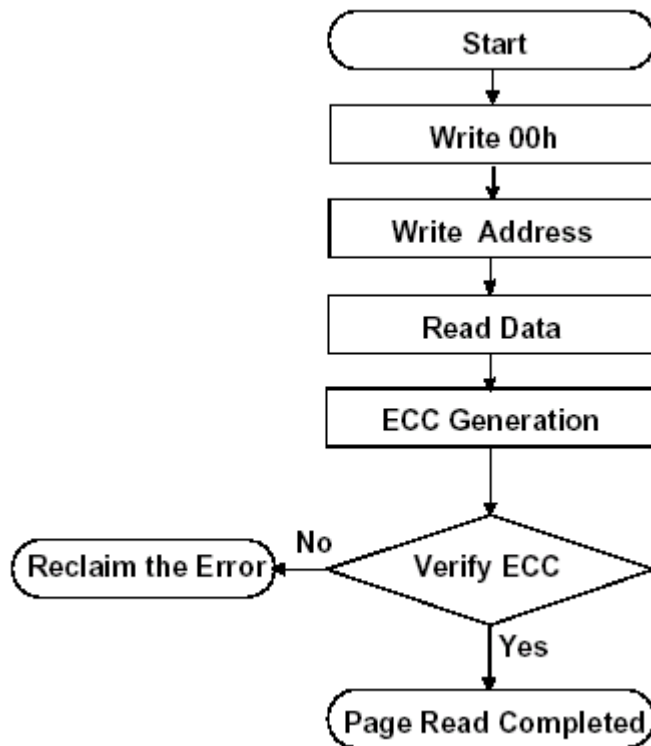 Start
Write 00h
Write Address
Read Data
ECC Generation
No
Reclaim the Error
Verify ECC
Yes
Page Read Completed